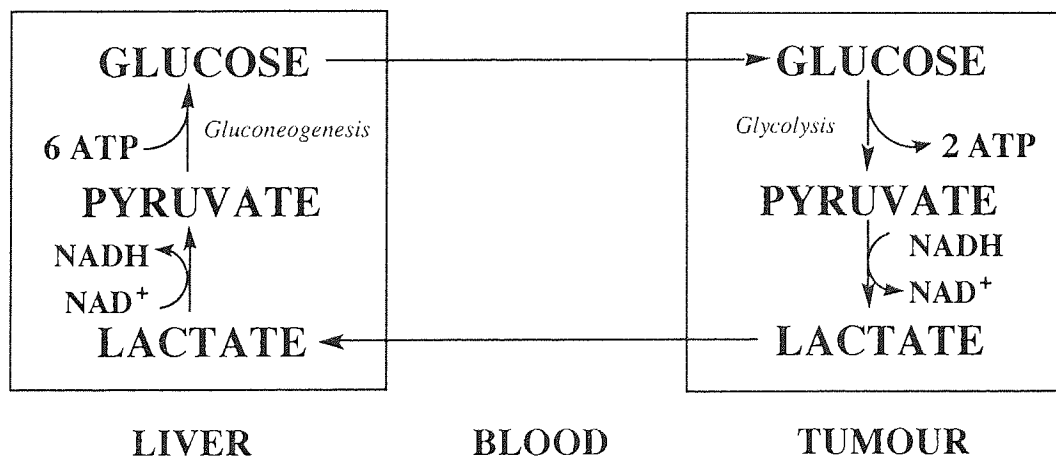 GLUCOSE
Gluconeogenesis
6 ATP
PYRUVATE
NADH
NAD+
LACTATE
GLUCOSE
Glycolysis
2 ATP
PYRUVATE
NADH
NAD+
LACTATE
LIVER BLOOD TUMOUR